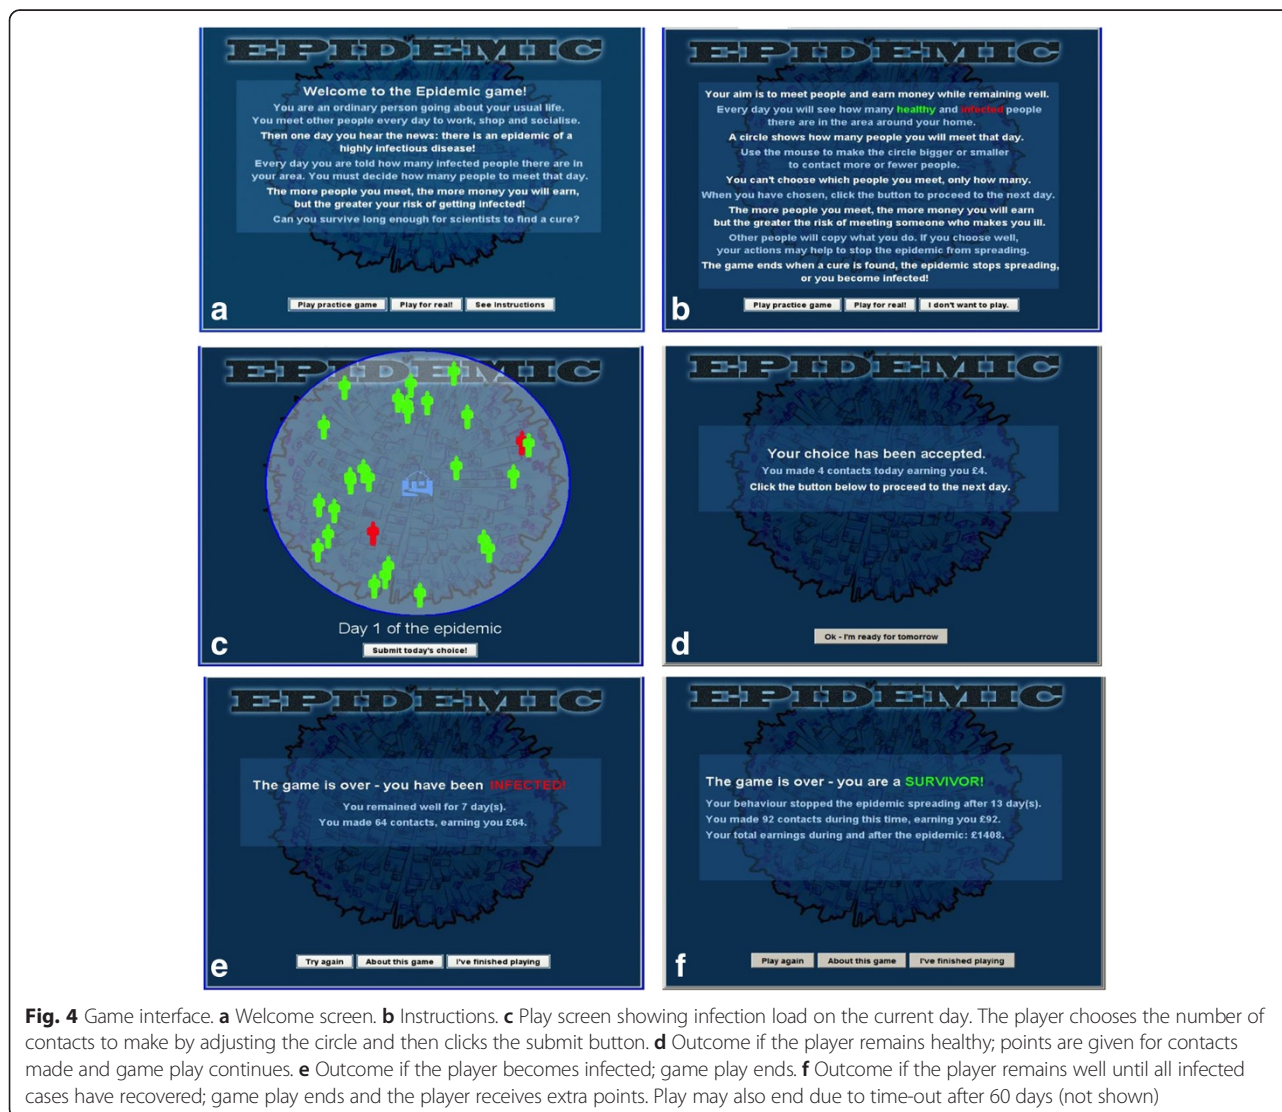 EPIDEMIC
Welcome to the Epidemic game!
You are an ordinary person going about your usual life.
You meet other people every day to work, shop and socialise.
Then one day you hear the news: there is an epidemic of a
highly infectious disease!
Every day you are told how many infected people there are in
your area. You must decide how many people to meet that day.
The more people you meet, the more money you will earn,
but the greater your risk of getting infected!
Can you survive long enough for scientists to find a cure?
Play practice game Play for real! See Instructions
a
EPIDEMIC
Your aim is to meet people and earn money while remaining well.
Every day you will see how many healthy and infected people
there are in the area around your home.
A circle shows how many people you will meet that day.
Use the mouse to make the circle bigger or smaller
to contact more or fewer people.
You can't choose which people you meet, only how many.
When you have chosen, click the button to proceed to the next day.
The more people you meet, the more money you will earn
but the greater the risk of meeting someone who makes you ill.
Other people will copy what you do. If you choose well,
your actions may help to stop the epidemic from spreading.
The game ends when a cure is found, the epidemic stops spreading,
or you become infected!
Play practice game Play for real! I don't want to play.
b
EPIDEMIC
Day 1 of the epidemic
Submit today's choice!
c
EPIDEMIC
Your choice has been accepted.
You made 4 contacts today earning you £4.
Click the button below to proceed to the next day.
Ok - I'm ready for tomorrow
d
EPIDEMIC
The game is over - you have been INFECTED!
You remained well for 7 day(s).
You made 64 contacts, earning you £64.
Try again About this game I've finished playing
e
EPIDEMIC
The game is over - you are a SURVIVOR!
Your behaviour stopped the epidemic spreading after 13 day(s).
You made 92 contacts during this time, earning you £92.
Your total earnings during and after the epidemic: £1408.
Play again About this game I've finished playing
f
Fig. 4 Game interface. a Welcome screen. b Instructions. c Play screen showing infection load on the current day. The player chooses the number of
contacts to make by adjusting the circle and then clicks the submit button. d Outcome if the player remains healthy; points are given for contacts
made and game play continues. e Outcome if the player becomes infected; game play ends. f Outcome if the player remains well until all infected
cases have recovered; game play ends and the player receives extra points. Play may also end due to time-out after 60 days (not shown)